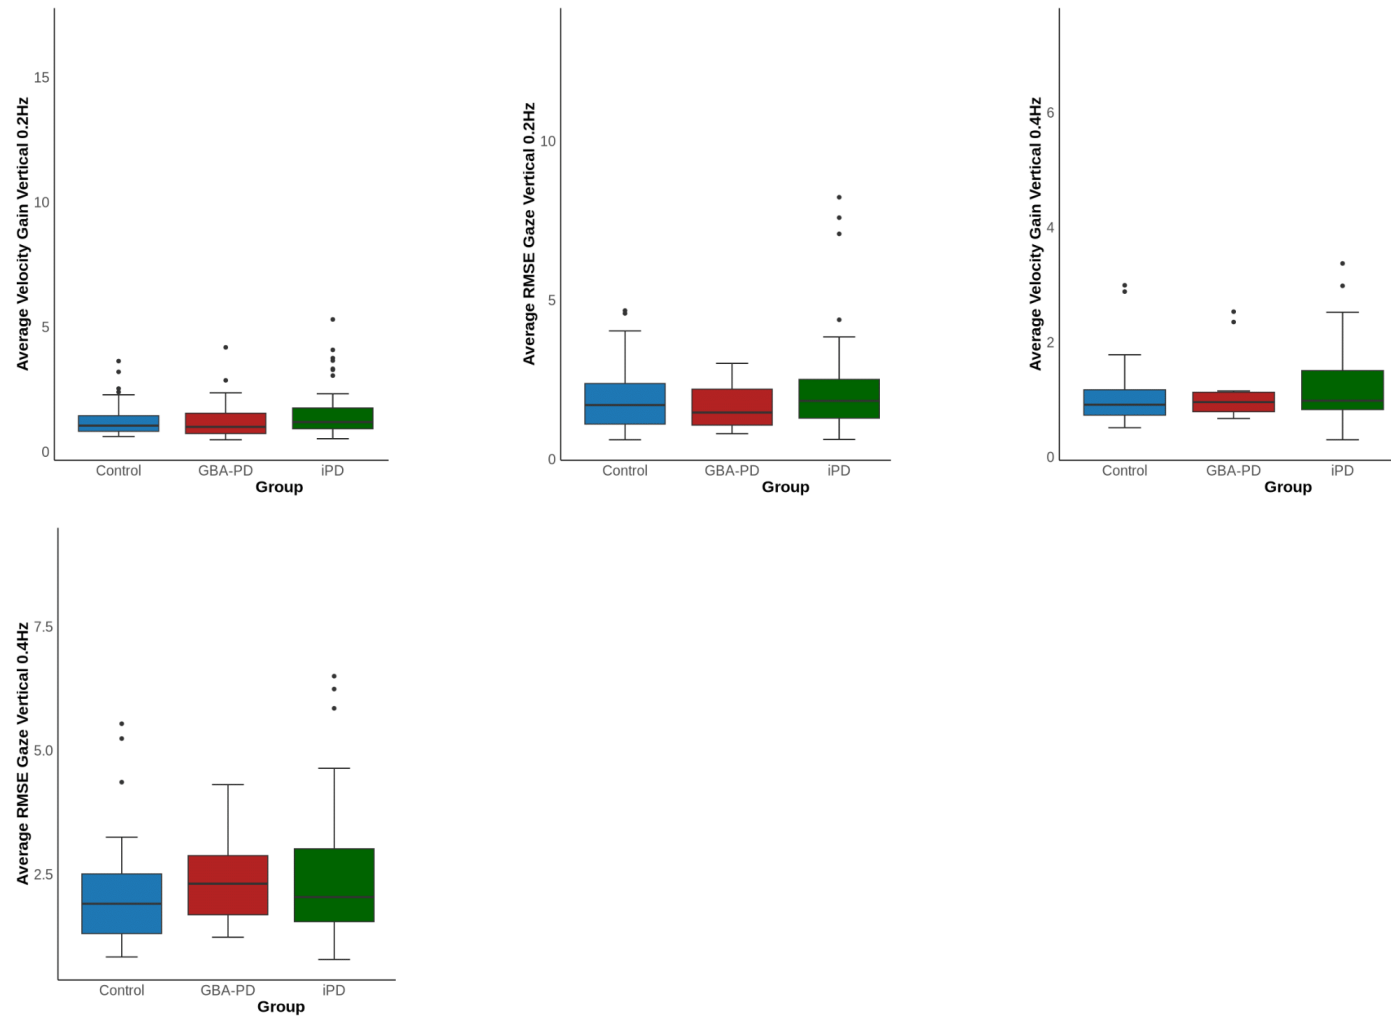 Average Velocity Gain Vertical 0.2Hz
15
10
5
0
Control GBA-PD iPD
Group
Average RMSE Gaze Vertical 0.2Hz
10
5
0
Control GBA-PD iPD
Group
Average Velocity Gain Vertical 0.4Hz
6
4
2
0
Control GBA-PD iPD
Group
Average RMSE Gaze Vertical 0.4Hz
7.5
5.0
2.5
Control GBA-PD iPD
Group